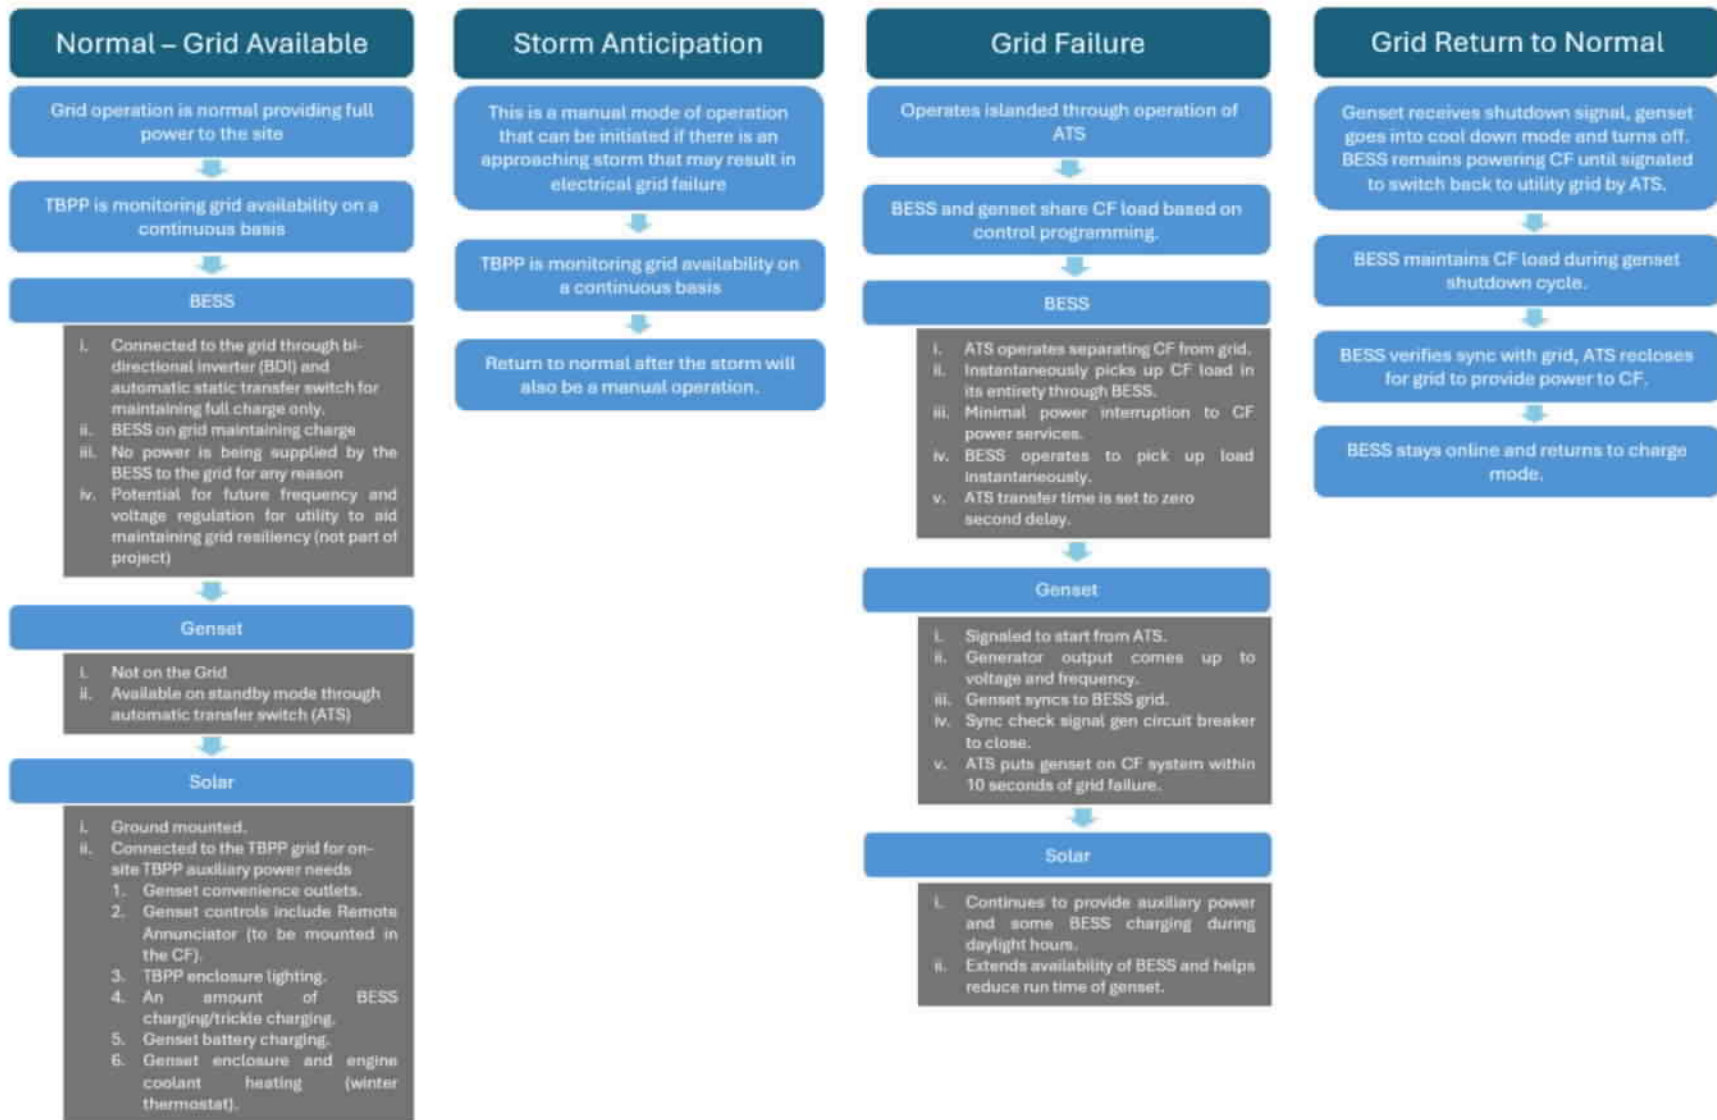 Normal – Grid Available
Grid operation is normal providing full
power to the site
TBPP is monitoring grid availability on a
continuous basis
BESS
i. Connected to the grid through bi-
directional inverter (BDI) and
automatic static transfer switch for
maintaining full charge only.
ii. BESS on grid maintaining charge
iii. No power is being supplied by the
BESS to the grid for any reason
iv. Potential for future frequency and
voltage regulation for utility to aid
maintaining grid resiliency (not part of
project)
Genset
i. Not on the Grid
ii. Available on standby mode through
automatic transfer switch (ATS)
Solar
i. Ground mounted.
ii. Connected to the TBPP grid for on-
site TBPP auxiliary power needs
1. Genset convenience outlets.
2. Genset controls include Remote
Annunciator (to be mounted in
the CF).
3. TBPP enclosure lighting.
4. An amount of BESS
charging/trickle charging.
5. Genset battery charging.
6. Genset enclosure and engine
coolant heating (winter
thermostat).
Storm Anticipation
This is a manual mode of operation
that can be initiated if there is an
approaching storm that may result in
electrical grid failure
TBPP is monitoring grid availability on
a continuous basis
Return to normal after the storm will
also be a manual operation.
Grid Failure
Operates islanded through operation of
ATS
BESS and genset share CF load based on
control programming.
BESS
i. ATS operates separating CF from grid.
ii. Instantaneously picks up CF load in
its entirety through BESS.
iii. Minimal power interruption to CF
power services.
iv. BESS operates to pick up load
instantaneously.
v. ATS transfer time is set to zero
second delay.
Genset
i. Signaled to start from ATS.
ii. Generator output comes up to
voltage and frequency.
iii. Genset syncs to BESS grid.
iv. Sync check signal gen circuit breaker
to close.
v. ATS puts genset on CF system within
10 seconds of grid failure.
Solar
i. Continues to provide auxiliary power
and some BESS charging during
daylight hours.
ii. Extends availability of BESS and helps
reduce run time of genset.
Grid Return to Normal
Genset receives shutdown signal, genset
goes into cool down mode and turns off.
BESS remains powering CF until signaled
to switch back to utility grid by ATS.
BESS maintains CF load during genset
shutdown cycle.
BESS verifies sync with grid, ATS recloses
for grid to provide power to CF.
BESS stays online and returns to charge
mode.